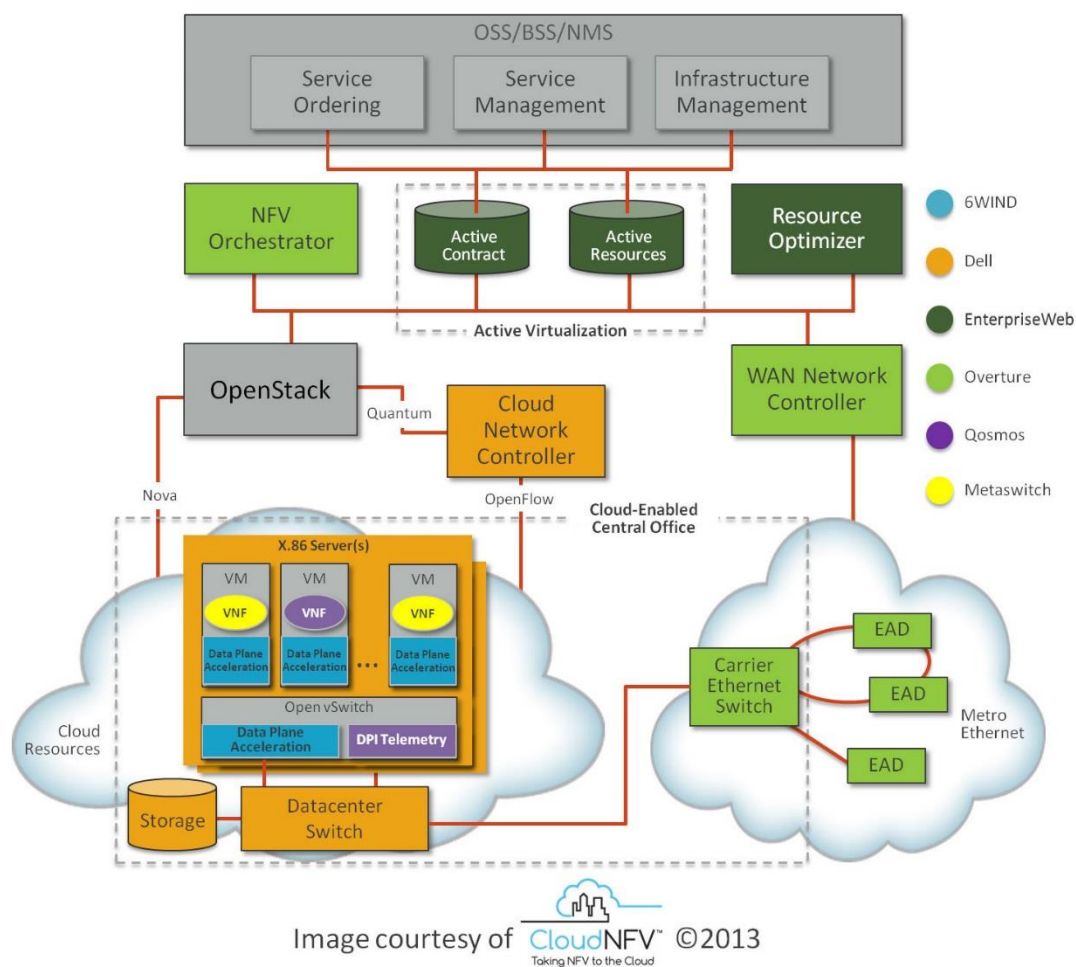 OSS/BSS/NMS
Service
Ordering
Service
Management
Infrastructure
Management
NFV
Orchestrator
Active
Contract
Active
Resources
Resource
Optimizer
Active Virtualization
6WIND
Dell
EnterpriseWeb
Overture
Qosmos
Metaswitch
OpenStack
Quantum
Cloud
Network
Controller
WAN Network
Controller
Nova
OpenFlow
Cloud-Enabled
Central Office
X.86 Server(s)
VM
VM
VM
VNF
VNF
VNF
Data Plane
Acceleration
Data Plane
Acceleration
...
Data Plane
Acceleration
Open vSwitch
Data Plane
Acceleration
DPI Telemetry
Cloud
Resources
Storage
Datacenter
Switch
Carrier
Ethernet
Switch
EAD
EAD
EAD
Metro
Ethernet
Image courtesy of CloudNFV™ ©2013
Taking NFV to the Cloud